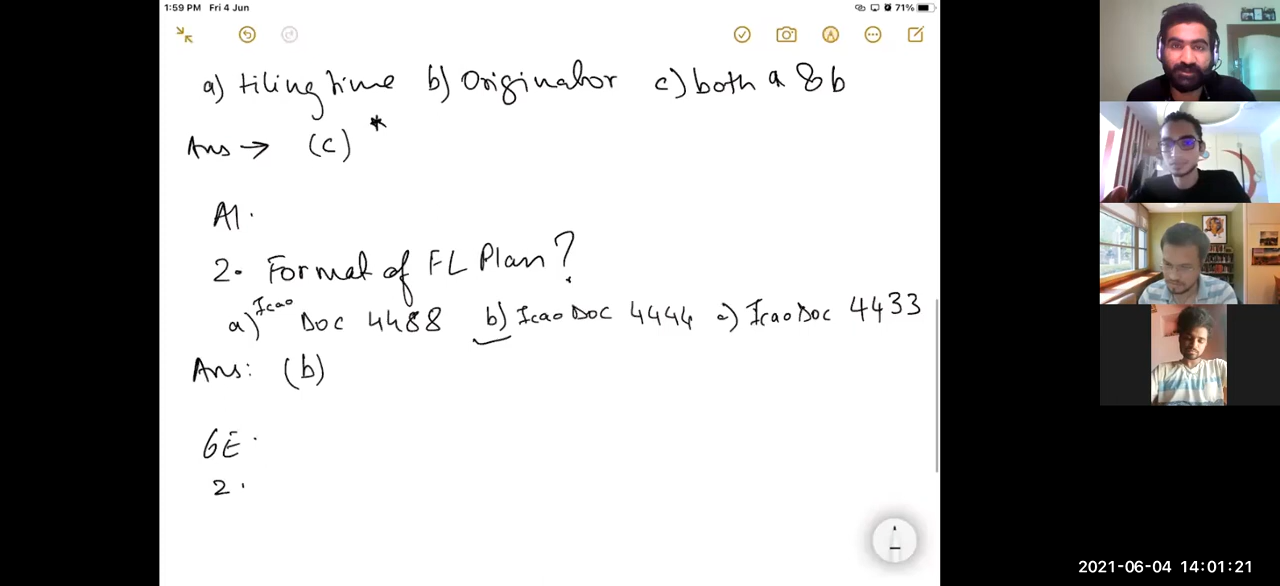 1:59 PM Fri 4 Jun 71%
a) filing time b) Originator c) both a & b
Ans → (c) *
AI.
2. Format of FL Plan?
a) Icao Doc 4488 b) Icao Doc 4444 c) Icao Doc 4433
Ans: (b)
6E.
2.
2021-06-04 14:01:21